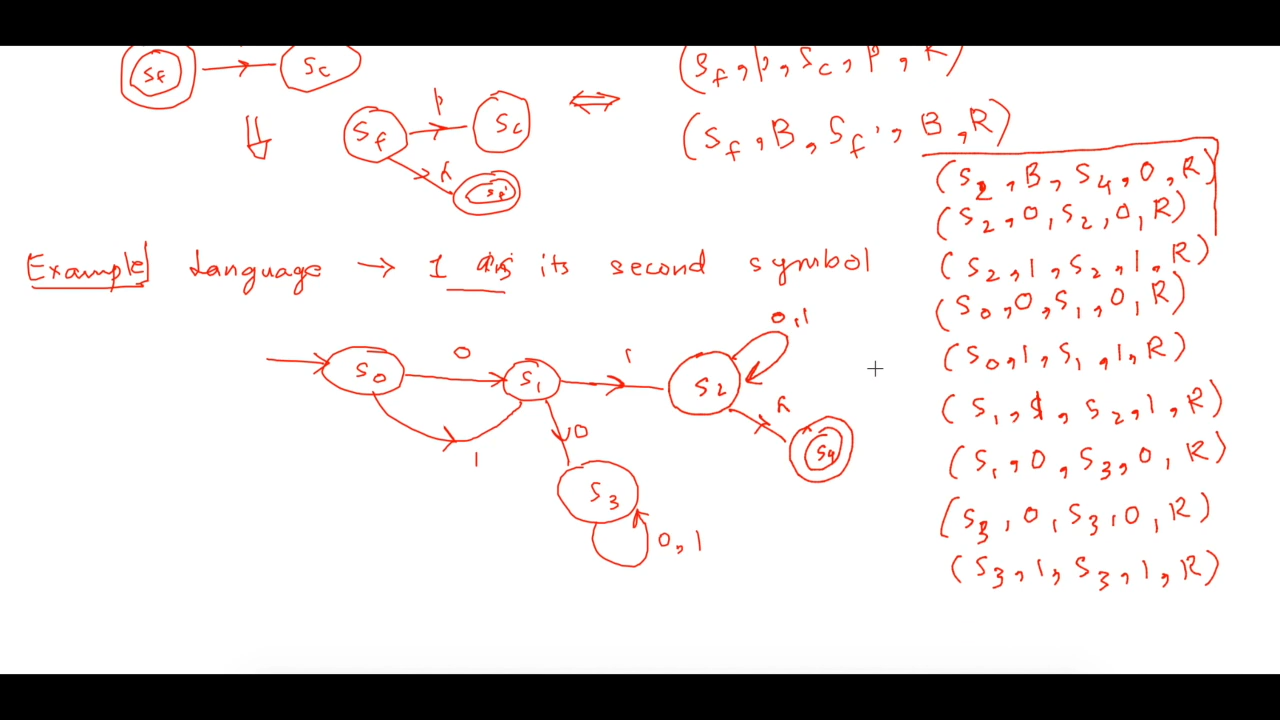 (Sf, p, Sc, p, R)
Sf Sc
p
Sf Sc ⇔ (Sf, B, Sf', B, R)
λ
Sf'
(S2, B, S4, 0, R)
(S2, 0, S2, 0, R)
Example Language → 1 as its second symbol
(S2, 1, S2, 1, R)
(S0, 0, S1, 0, R)
(S0, 1, S1, 1, R)
(S1, 1, S2, 1, R)
(S1, 0, S3, 0, R)
(S3, 0, S3, 0, R)
(S3, 1, S3, 1, R)
0,1
0 1
S0 S1 S2
λ
0
1
S4
S3
0, 1